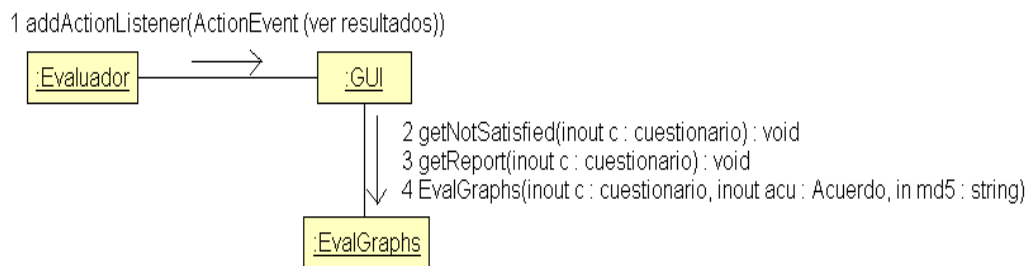 1 addActionListener(ActionEvent (ver resultados))
:Evaluador
:GUI
2 getNotSatisfied(inout c : cuestionario) : void
3 getReport(inout c : cuestionario) : void
4 EvalGraphs(inout c : cuestionario, inout acu : Acuerdo, in md5 : string)
:EvalGraphs